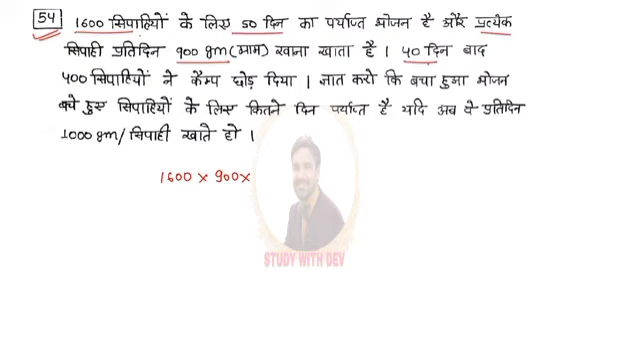 54 1600 सिपाहियों के लिए 50 दिन का पर्याप्त भोजन है और प्रत्येक
सिपाही प्रतिदिन 900 gm (ग्राम) खाना खाता है। 40 दिन बाद
400 सिपाहियों ने कैम्प छोड़ दिया। ज्ञात करो कि बचा हुआ भोजन
बचे हुए सिपाहियों के लिए कितने दिन पर्याप्त है यदि अब वे प्रतिदिन
1000 gm/सिपाही खाते हो।
1600 × 900 ×
STUDY WITH DEV